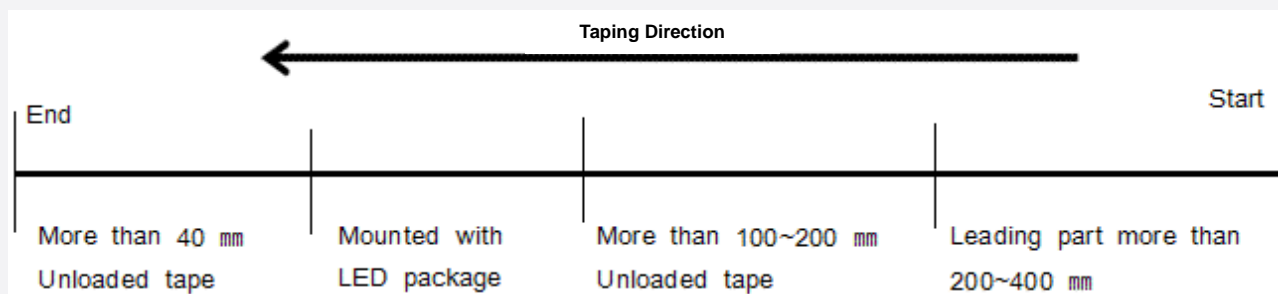 Taping Direction
Start
End
More than 40 ㎜
Unloaded tape
Mounted with
LED package
More than 100~200 ㎜
Unloaded tape
Leading part more than
200~400 ㎜